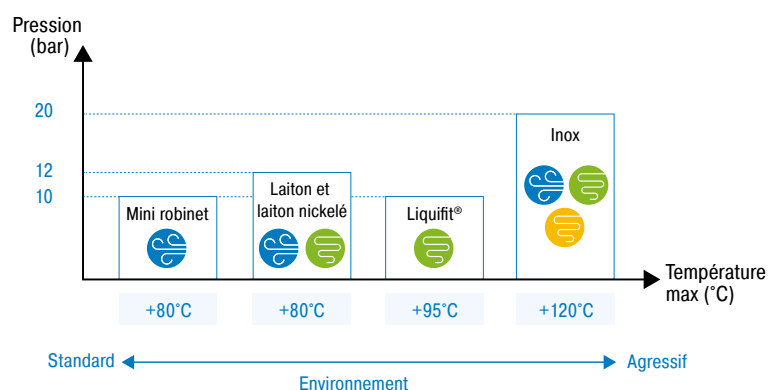 Pression
(bar)
20
12
10
Inox
Laiton et
laiton nickelé
Mini robinet
Liquifit®
Température
max (˚C)
+80˚C
+80˚C
+95˚C
+120˚C
Standard
Agressif
Environnement